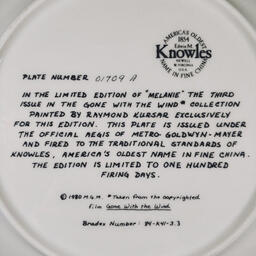 AMERICA'S OLDEST
1854
Edwin M.
Knowles
NEWELL
W. VIRGINIA
U.S.A.
NAME IN FINE CHINA
PLATE NUMBER 01709 A
IN THE LIMITED EDITION OF "MELANIE" THE THIRD
ISSUE IN THE GONE WITH THE WIND* COLLECTION
PAINTED BY RAYMOND KURSAR EXCLUSIVELY
FOR THIS EDITION. THIS PLATE IS ISSUED UNDER
THE OFFICIAL AEGIS OF METRO-GOLDWYN-MAYER
AND FIRED TO THE TRADITIONAL STANDARDS OF
KNOWLES, AMERICA'S OLDEST NAME IN FINE CHINA.
THE EDITION IS LIMITED TO ONE HUNDRED
FIRING DAYS.
©1980 M.G.M. *Taken from the copyrighted
film Gone With the Wind
Bradex Number: 84-K41-3.3